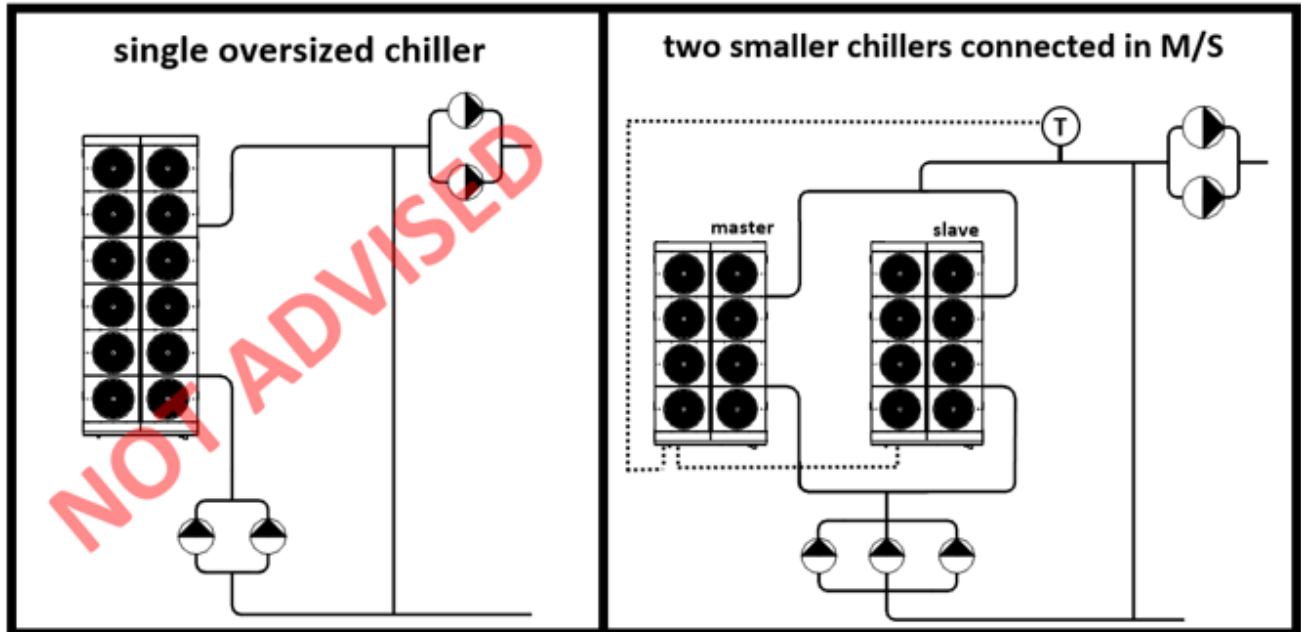 single oversized chiller
NOT ADVISED
two smaller chillers connected in M/S
T
master
slave